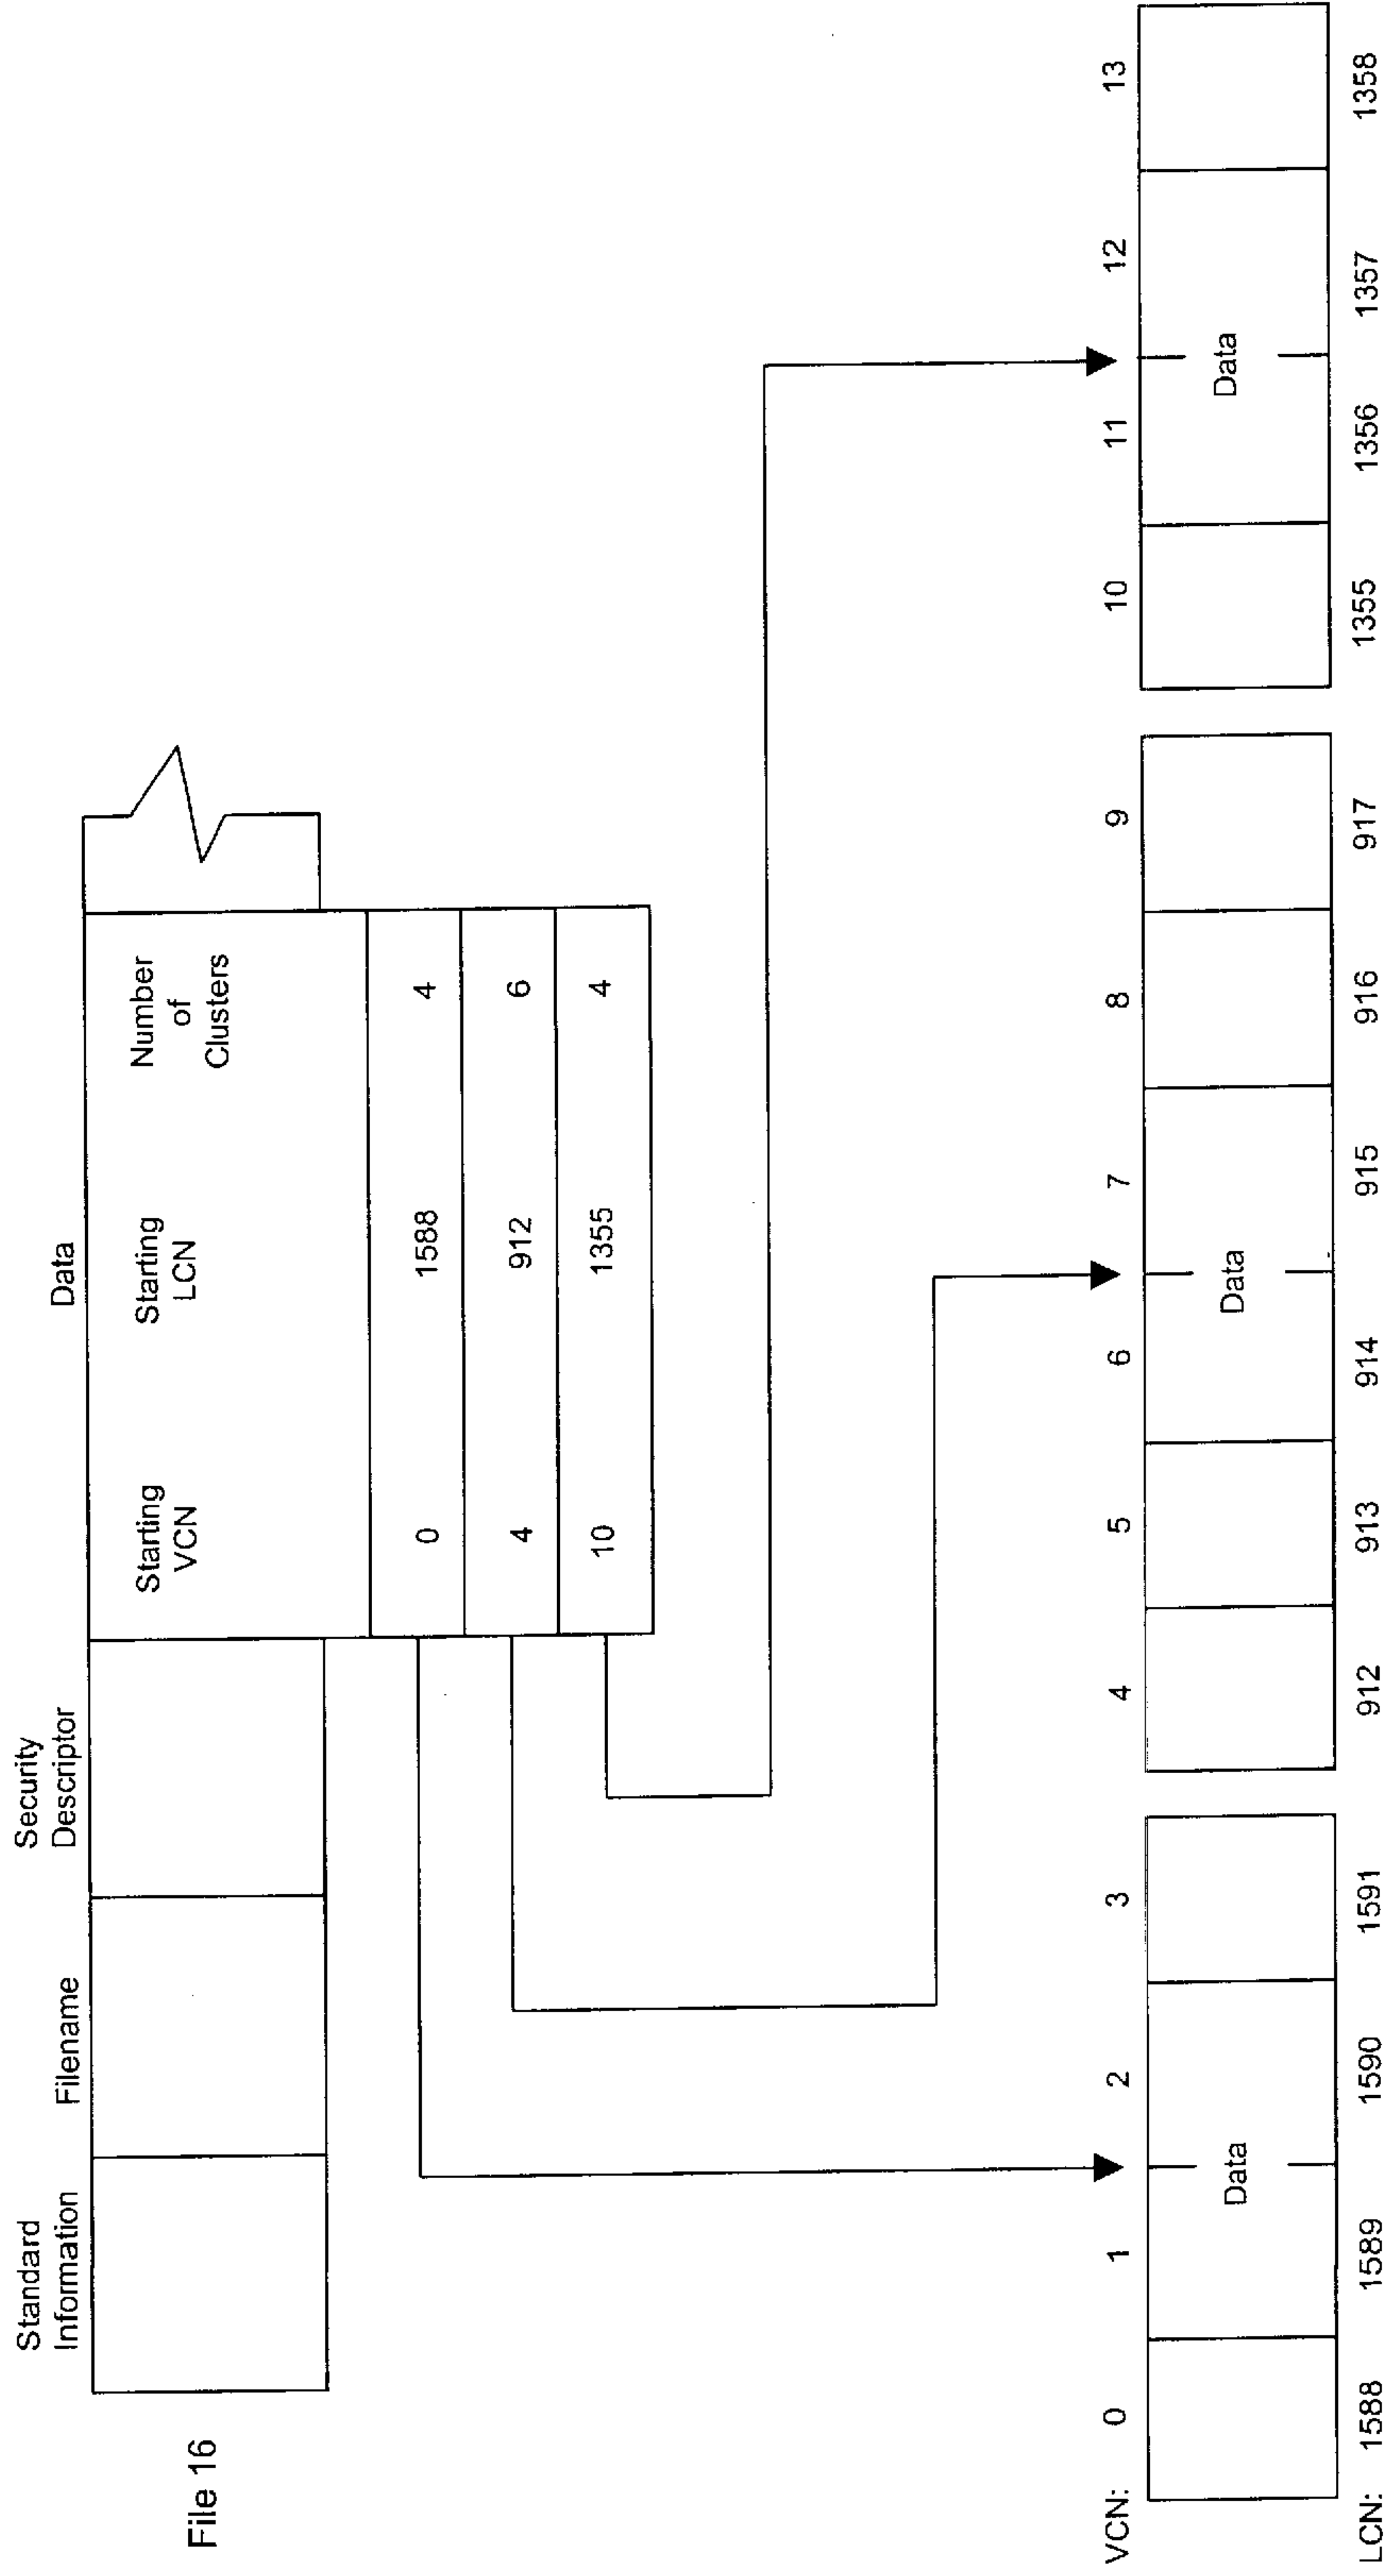 Standard
Information
Filename
Security
Descriptor
Data
File 16
Starting
VCN
Starting
LCN
Number
of
Clusters
0 1588 4
4 912 6
10 1355 4
VCN: 0 1 2 3 4 5 6 7 8 9 10 11 12 13
Data Data Data
LCN: 1588 1589 1590 1591 912 913 914 915 916 917 1355 1356 1357 1358